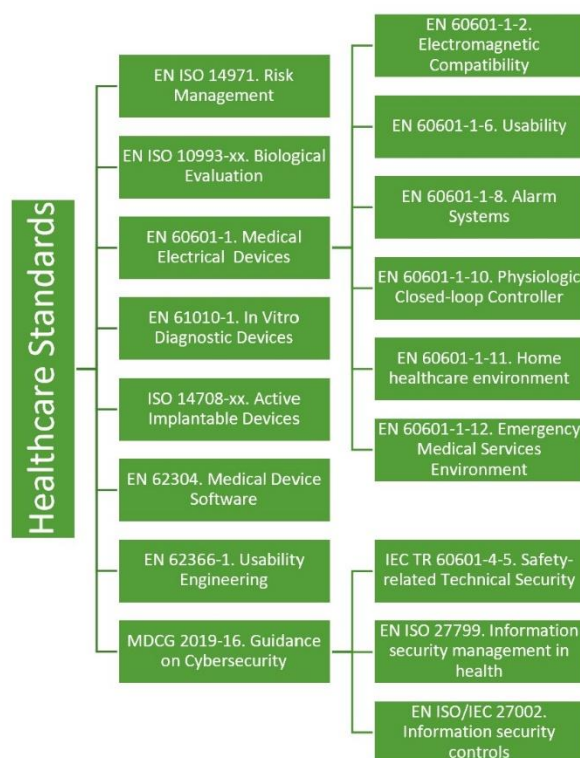 Healthcare Standards
EN ISO 14971. Risk
Management
EN ISO 10993-xx. Biological
Evaluation
EN 60601-1. Medical
Electrical Devices
EN 61010-1. In Vitro
Diagnostic Devices
ISO 14708-xx. Active
Implantable Devices
EN 62304. Medical Device
Software
EN 62366-1. Usability
Engineering
MDCG 2019-16. Guidance
on Cybersecurity
EN 60601-1-2.
Electromagnetic
Compatibility
EN 60601-1-6. Usability
EN 60601-1-8. Alarm
Systems
EN 60601-1-10. Physiologic
Closed-loop Controller
EN 60601-1-11. Home
healthcare environment
EN 60601-1-12. Emergency
Medical Services
Environment
IEC TR 60601-4-5. Safety-
related Technical Security
EN ISO 27799. Information
security management in
health
EN ISO/IEC 27002.
Information security
controls